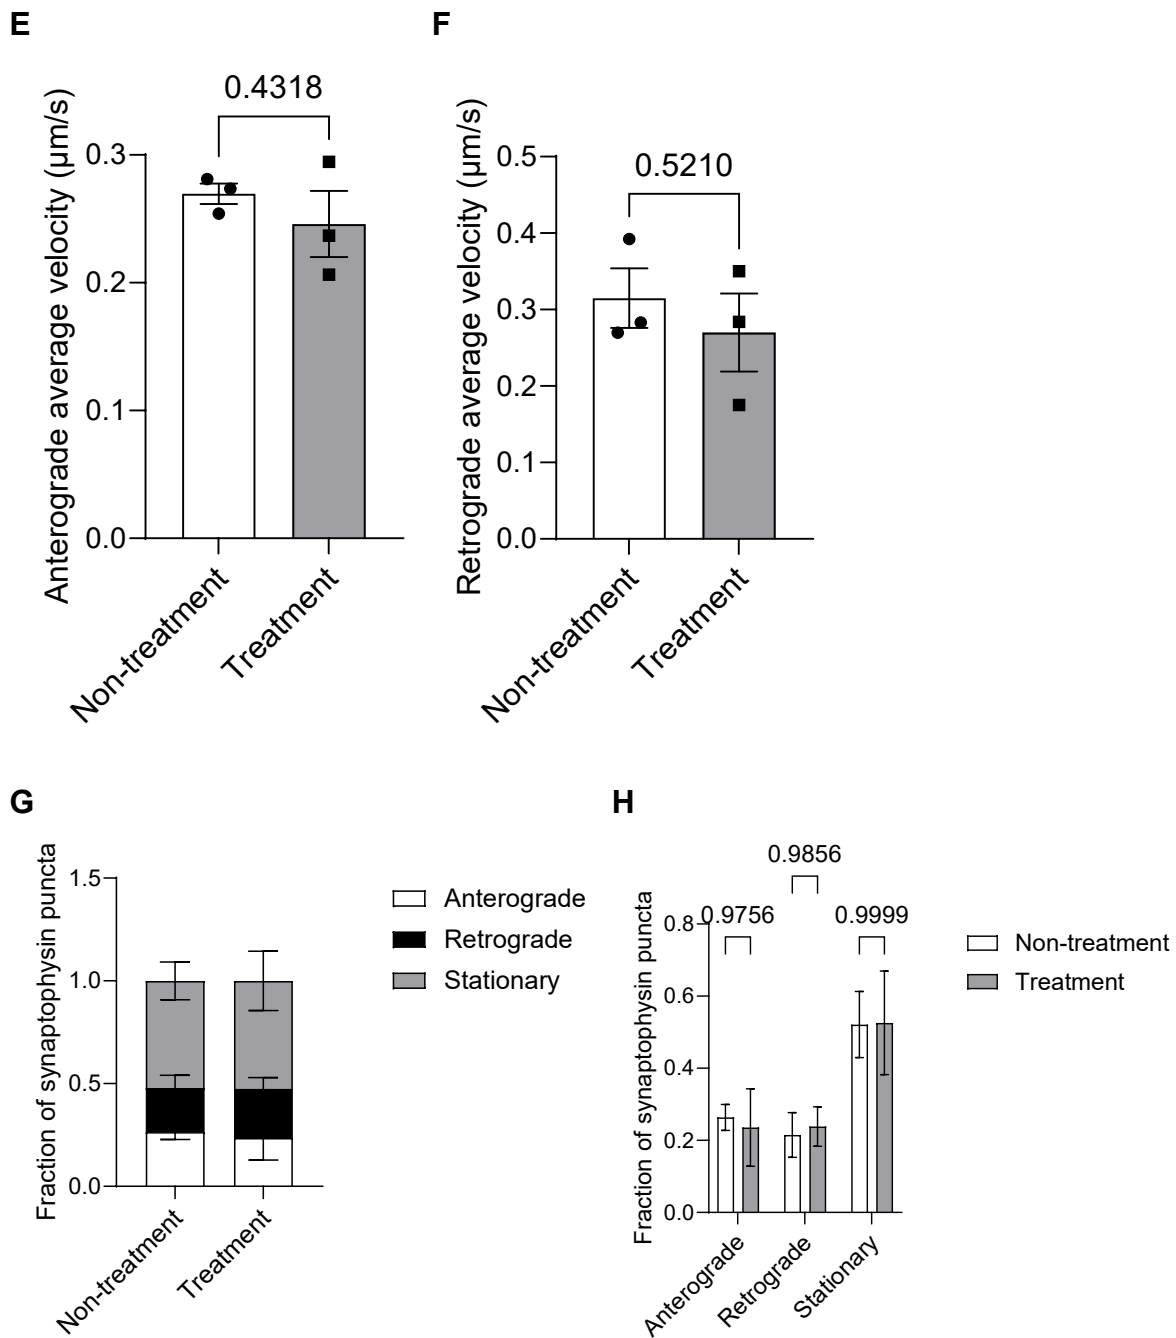 E
Anterograde average velocity (µm/s)
0.4318
0.3
0.2
0.1
0.0
Non-treatment
Treatment
F
Retrograde average velocity (µm/s)
0.5210
0.5
0.4
0.3
0.2
0.1
0.0
Non-treatment
Treatment
G
Fraction of synaptophysin puncta
1.5
1.0
0.5
0.0
Non-treatment
Treatment
Anterograde
Retrograde
Stationary
H
Fraction of synaptophysin puncta
0.9856
0.9756
0.9999
0.8
0.6
0.4
0.2
0.0
Anterograde
Retrograde
Stationary
Non-treatment
Treatment